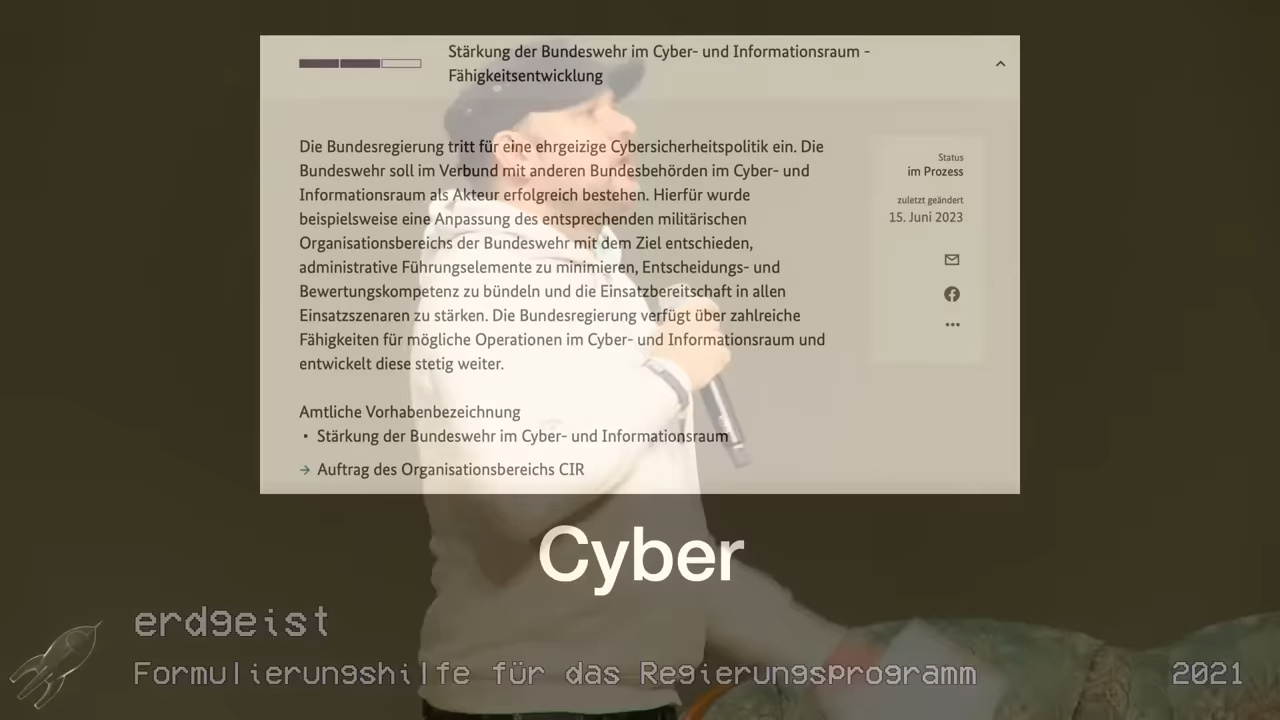 Stärkung der Bundeswehr im Cyber- und Informationsraum -
Fähigkeitsentwicklung
Die Bundesregierung tritt für eine ehrgeizige Cybersicherheitspolitik ein. Die
Bundeswehr soll im Verbund mit anderen Bundesbehörden im Cyber- und
Informationsraum als Akteur erfolgreich bestehen. Hierfür wurde
beispielsweise eine Anpassung des entsprechenden militärischen
Organisationsbereichs der Bundeswehr mit dem Ziel entschieden,
administrative Führungselemente zu minimieren, Entscheidungs- und
Bewertungskompetenz zu bündeln und die Einsatzbereitschaft in allen
Einsatzszenaren zu stärken. Die Bundesregierung verfügt über zahlreiche
Fähigkeiten für mögliche Operationen im Cyber- und Informationsraum und
entwickelt diese stetig weiter.
Amtliche Vorhabenbezeichnung
• Stärkung der Bundeswehr im Cyber- und Informationsraum
→ Auftrag des Organisationsbereichs CIR
Status
im Prozess
zuletzt geändert
15. Juni 2023
Cyber
erdgeist
Formulierungshilfe für das Regierungsprogramm
2021